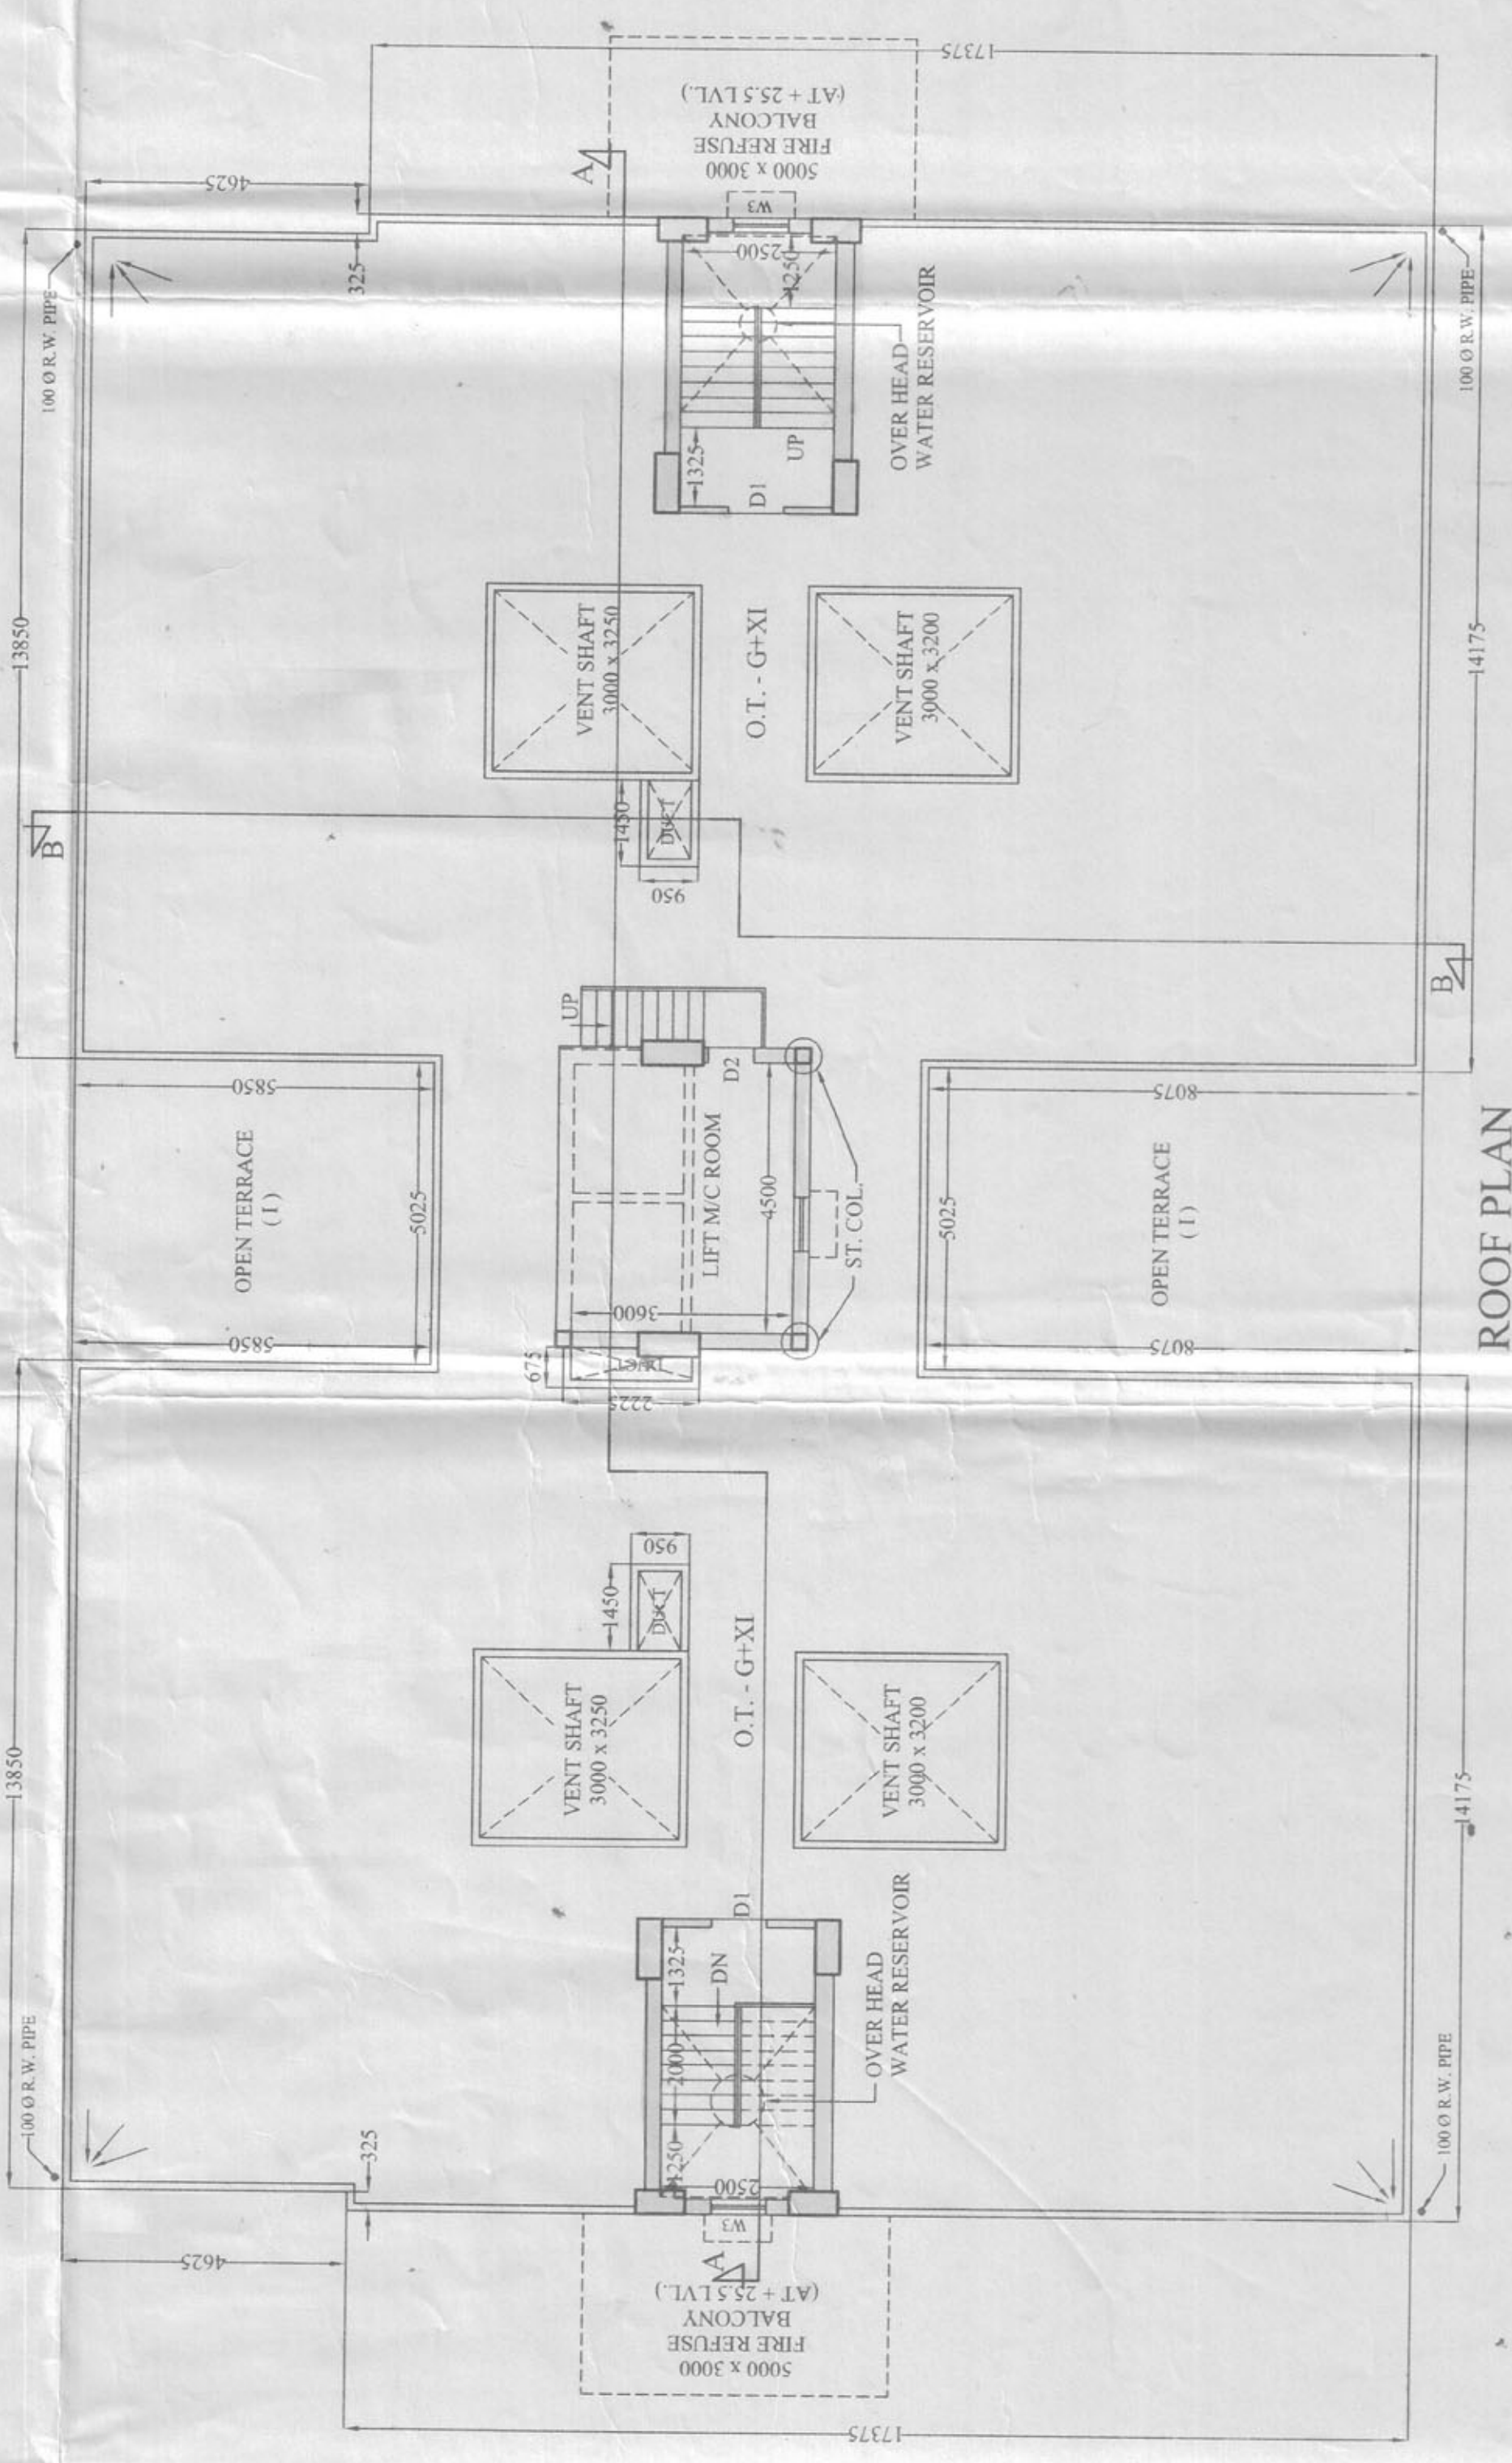 13850
13850
100 Ø R.W. PIPE
100 Ø R.W. PIPE
4625
325
4625
325
B
5850
5850
OPEN TERRACE
( I )
5025
VENT SHAFT
3000 x 3250
1450
DUCT
950
VENT SHAFT
3000 x 3250
1450
DUCT
950
675
DUCT
2225
UP
3600
LIFT M/C ROOM
D2
4500
ST. COL.
A
5000 x 3000
FIRE REFUSE
BALCONY
(AT + 25.5 LVL.)
W3
2500
1250
2000
1325
DN
D1
O.T. - G+XI
O.T. - G+XI
D1
1325
UP
1250
2500
W3
A
5000 x 3000
FIRE REFUSE
BALCONY
(AT + 25.5 LVL.)
OVER HEAD
WATER RESERVOIR
OVER HEAD
WATER RESERVOIR
VENT SHAFT
3000 x 3200
VENT SHAFT
3000 x 3200
5025
8075
8075
OPEN TERRACE
( I )
17375
17375
B
100 Ø R.W. PIPE
100 Ø R.W. PIPE
14175
14175
ROOF PLAN